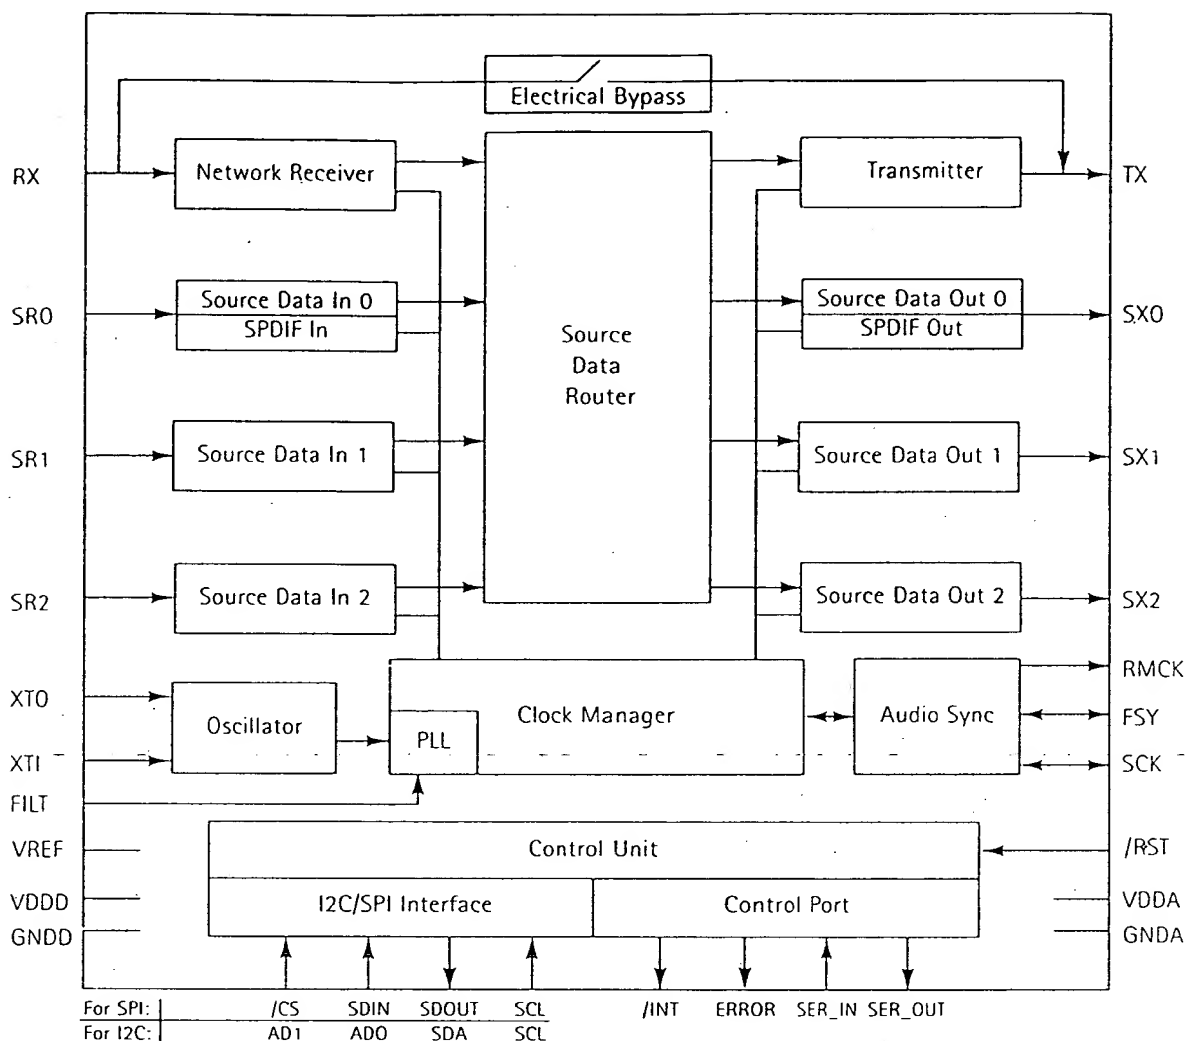 Electrical Bypass
RX
Network Receiver
Transmitter
TX
SR0
Source Data In 0
SPDIF In
Source
Data
Router
Source Data Out 0
SPDIF Out
SX0
SR1
Source Data In 1
Source Data Out 1
SX1
SR2
Source Data In 2
Source Data Out 2
SX2
XTO
Oscillator
PLL
Clock Manager
Audio Sync
RMCK
FSY
XTI
SCK
FILT
VREF
Control Unit
/RST
VDDD
I2C/SPI Interface
Control Port
VDDA
GNDD
GNDA
For SPI: /CS SDIN SDOUT SCL /INT ERROR SER_IN SER_OUT
For I2C: AD1 AD0 SDA SCL